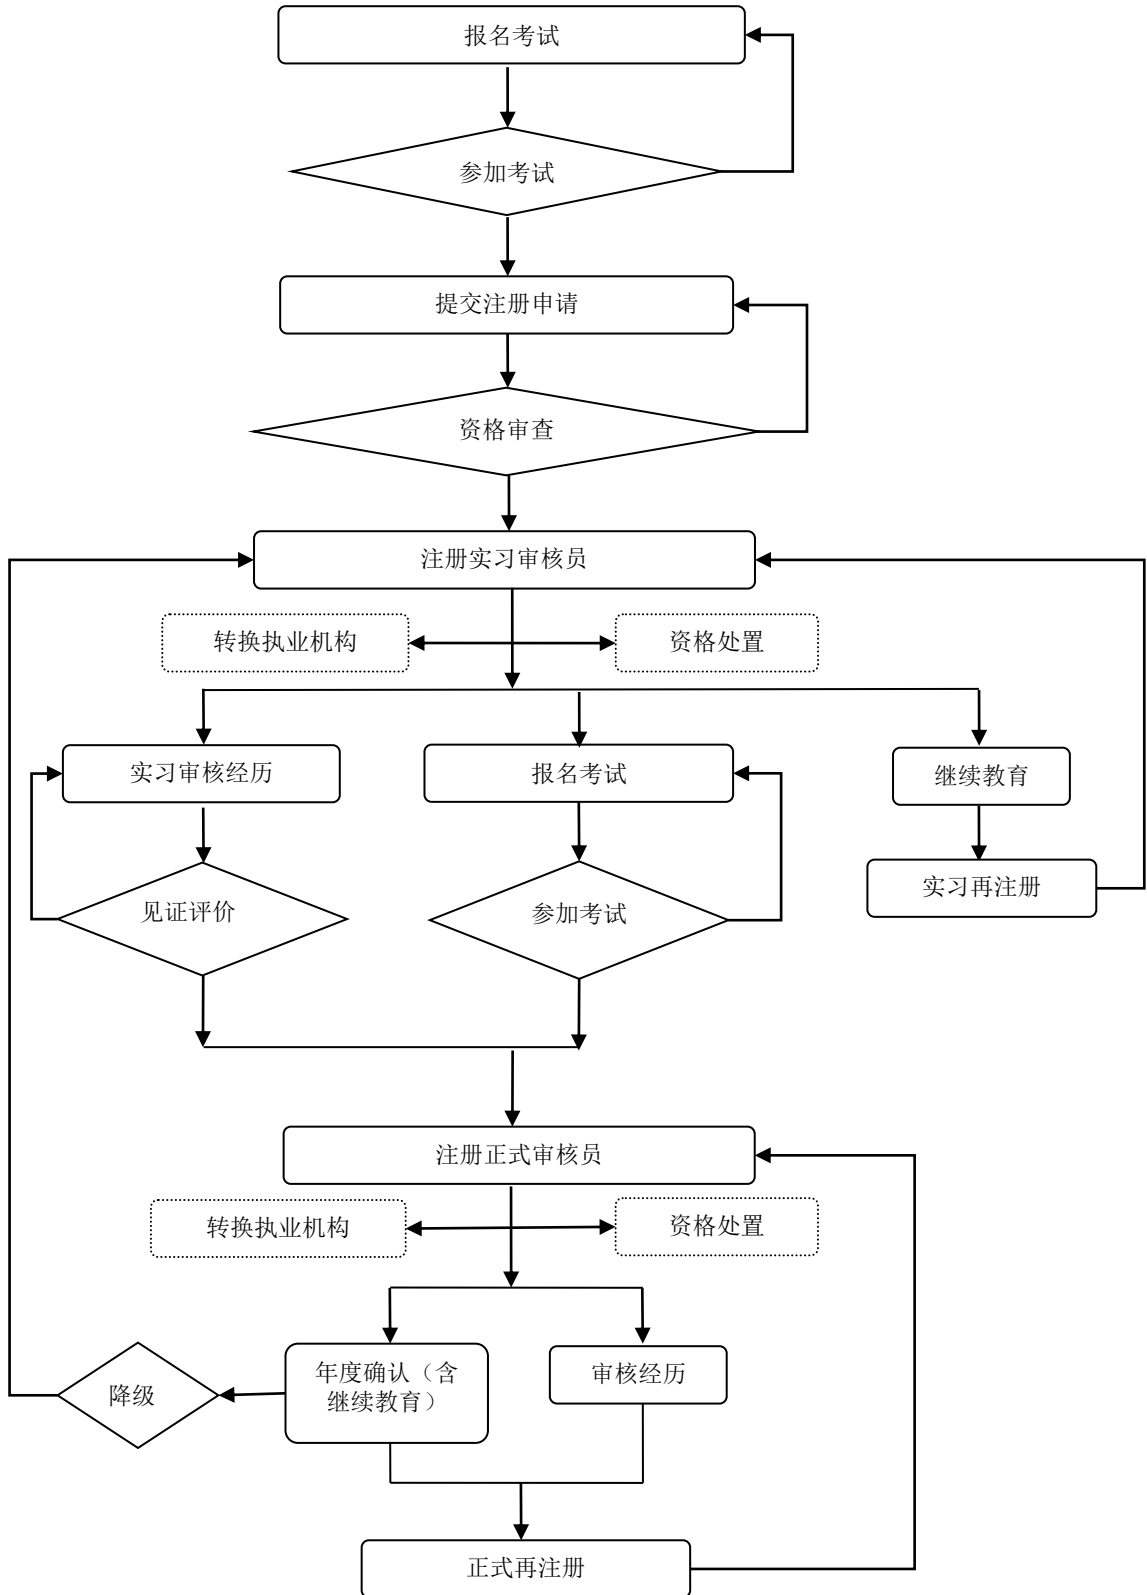 报名考试
参加考试
提交注册申请
资格审查
注册实习审核员
转换执业机构
资格处置
实习审核经历
报名考试
继续教育
见证评价
参加考试
实习再注册
注册正式审核员
转换执业机构
资格处置
降级
年度确认（含
继续教育）
审核经历
正式再注册